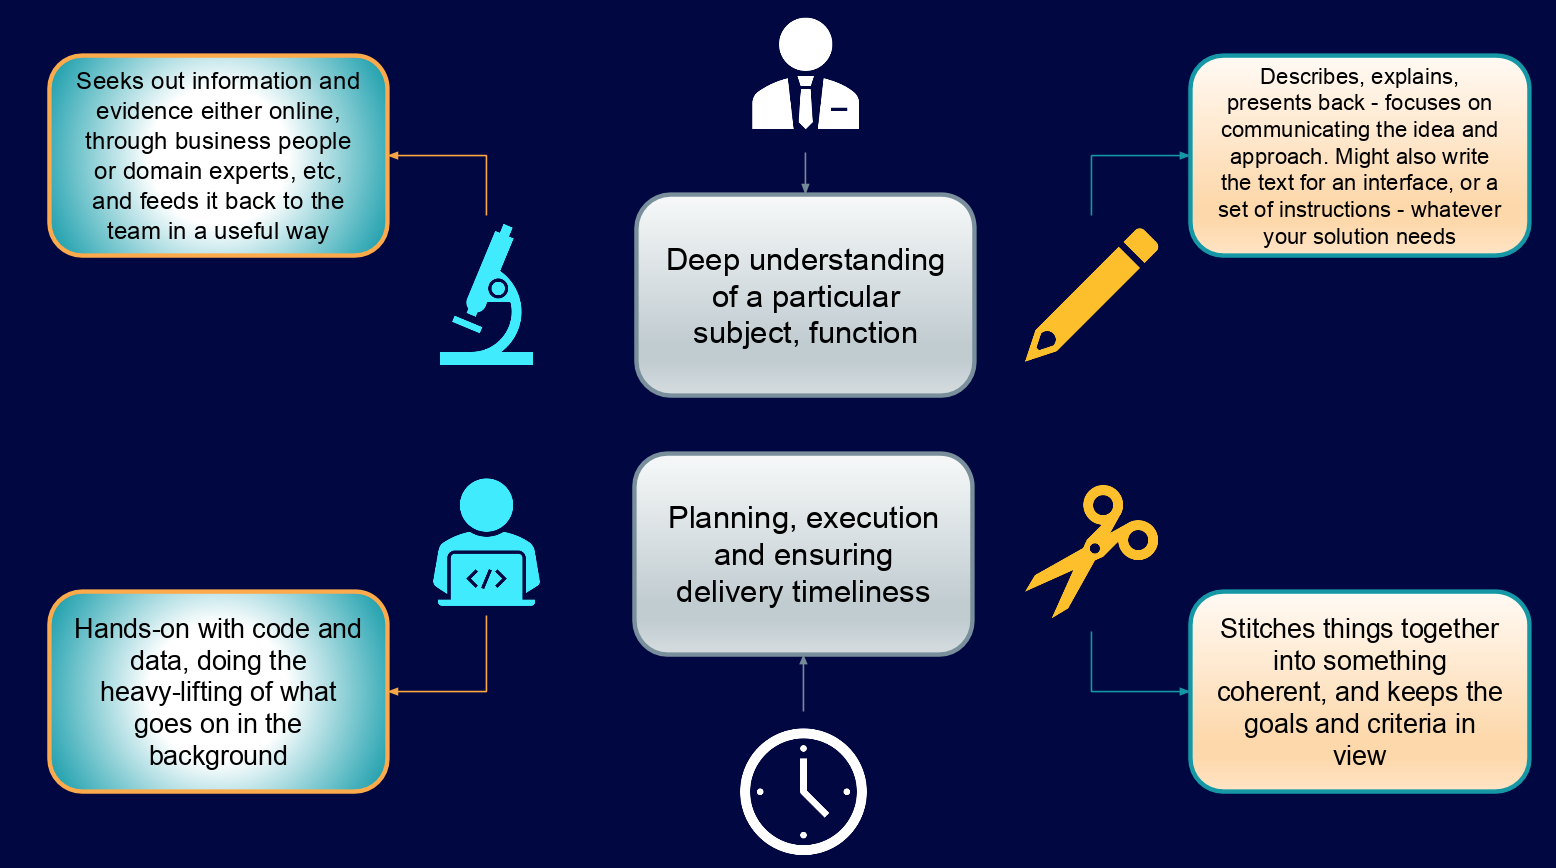 Seeks out information and
evidence either online,
through business people
or domain experts, etc,
and feeds it back to the
team in a useful way
Deep understanding
of a particular
subject, function
Describes, explains,
presents back - focuses on
communicating the idea and
approach. Might also write
the text for an interface, or a
set of instructions - whatever
your solution needs
</>
Hands-on with code and
data, doing the
heavy-lifting of what
goes on in the
background
Planning, execution
and ensuring
delivery timeliness
Stitches things together
into something
coherent, and keeps the
goals and criteria in
view